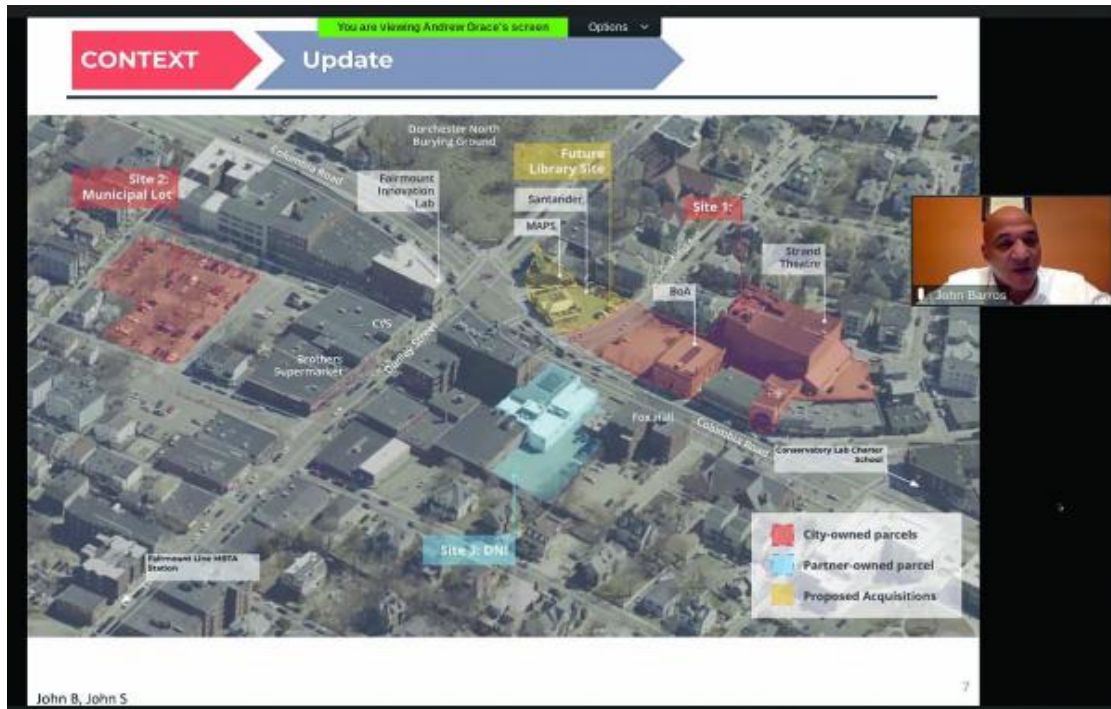 You are viewing Andrew Grace's screen
Options
CONTEXT
Update
Dorchester North
Burying Ground
Columbia Road
Future
Library Site
Site 2:
Municipal Lot
Fairmount
Innovation
Lab
Santander,
MAPS,
Site 1:
Strand
Theatre
BoA
John Barros
CVS
Dudley Street
Brothers
Supermarket
Fox Hall
Columbia Road
Conservatory Lab Charter
School
Site 3: DNI
Fairmount Line MBTA
Station
City-owned parcels
Partner-owned parcel
Proposed Acquisitions
7
John B, John S